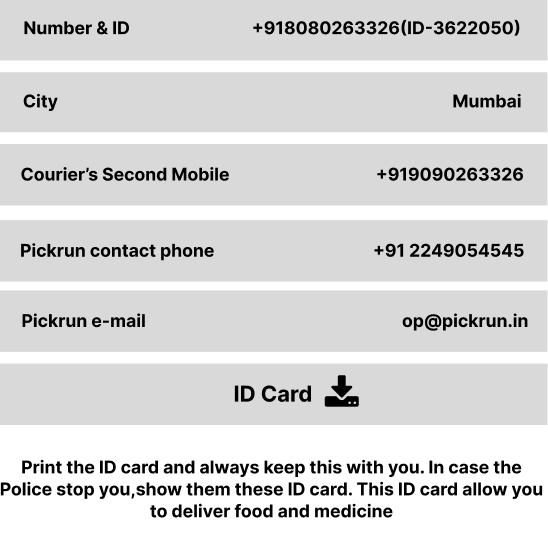 Number & ID +918080263326(ID-3622050)
City Mumbai
Courier’s Second Mobile +919090263326
Pickrun contact phone +91 2249054545
Pickrun e-mail op@pickrun.in
ID Card
Print the ID card and always keep this with you. In case the
Police stop you,show them these ID card. This ID card allow you
to deliver food and medicine